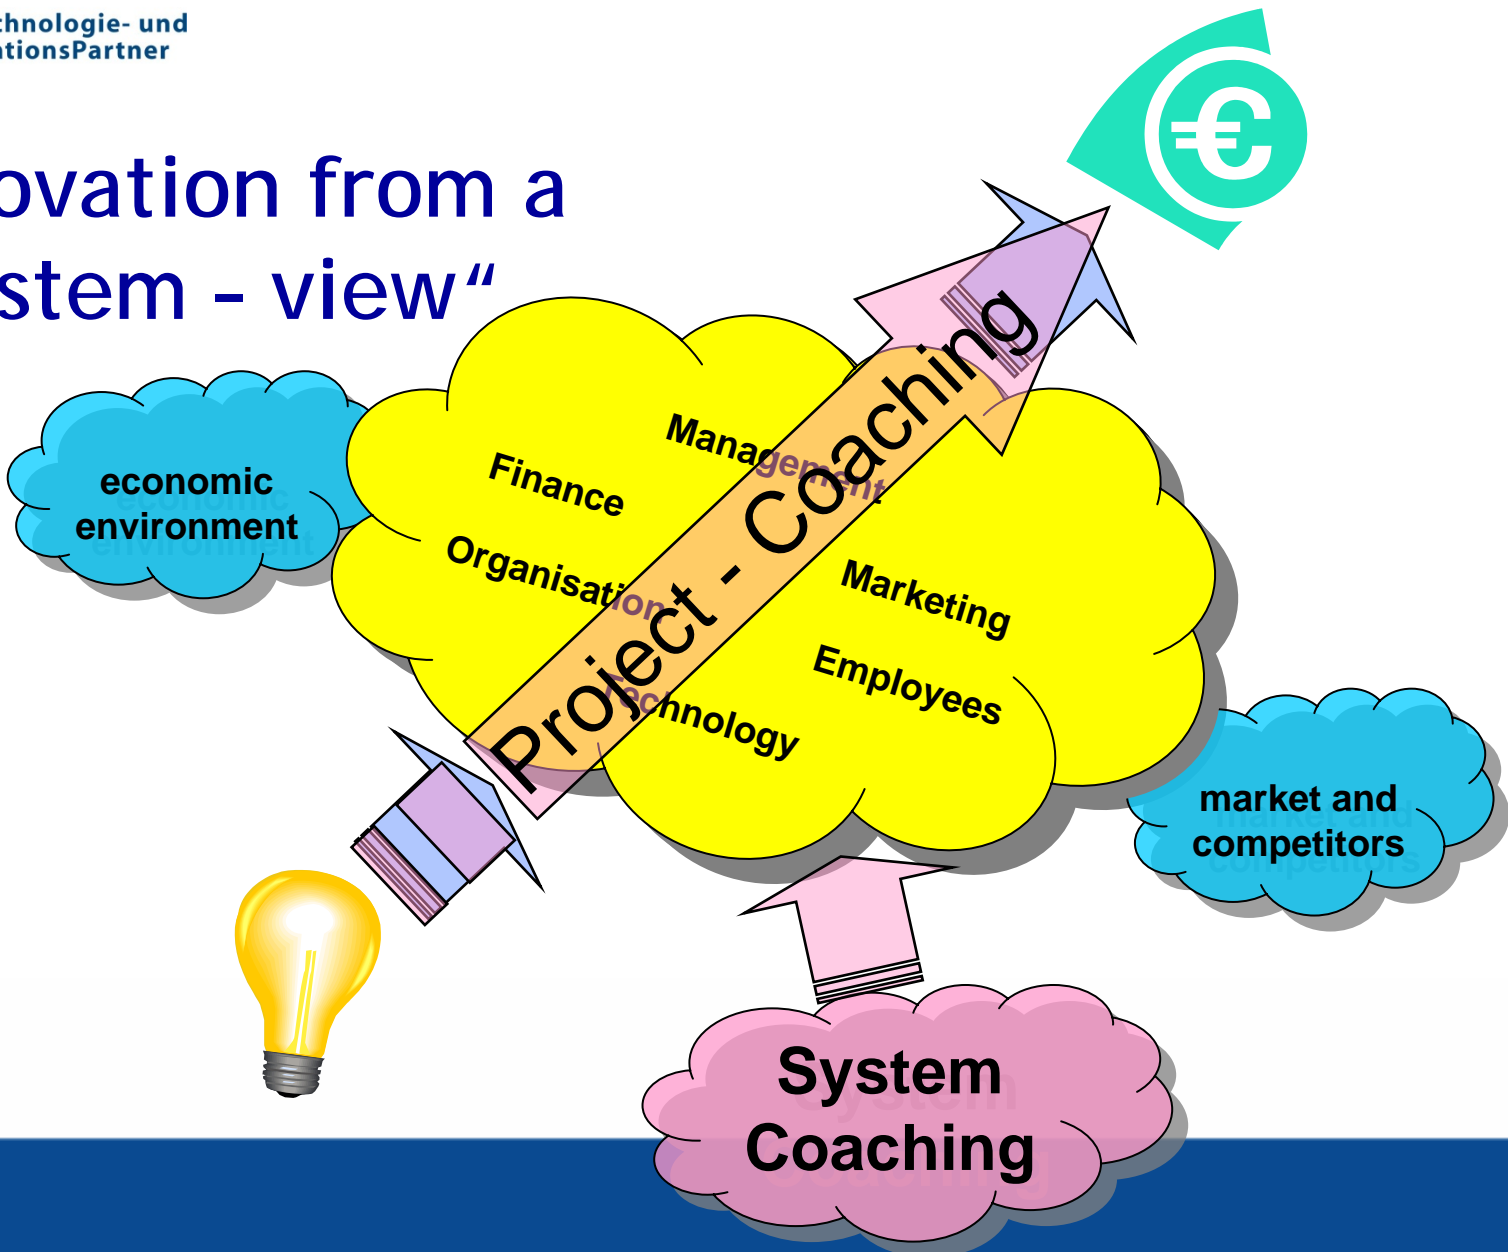 chnologie- und
ationsPartner
ovation from a
stem - view“
Management
Finance
economic
environment
Organisation
Project - Coaching
Marketing
Employees
Technology
market and
competitors
System
Coaching
€